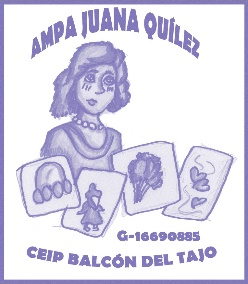 AMPA JUANA QUÍLEZ
G-16690885
CEIP BALCÓN DEL TAJO